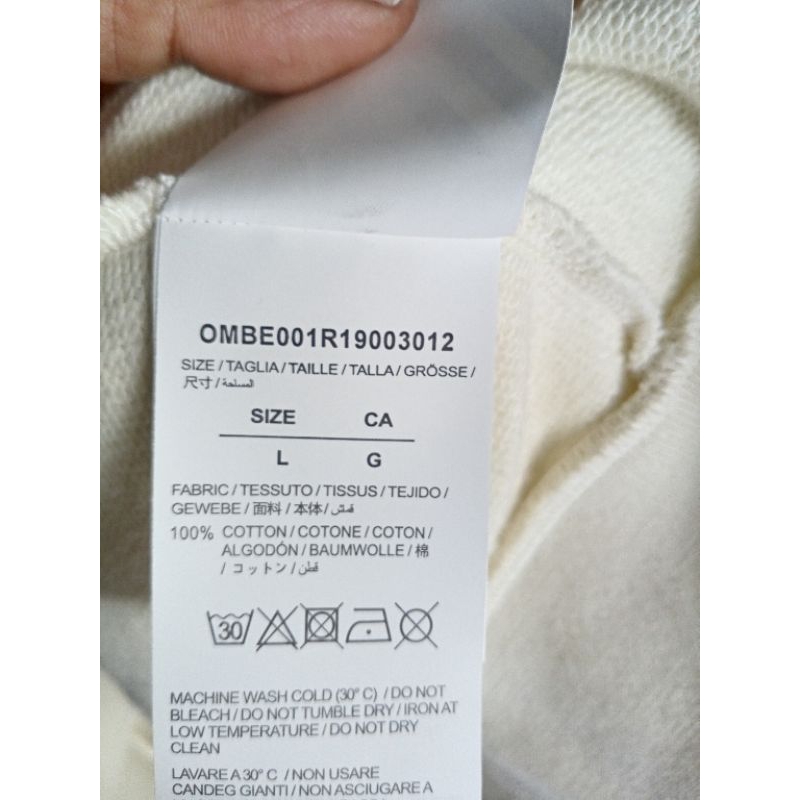 OMBE001R19003012
SIZE / TAGLIA / TAILLE / TALLA / GRÖSSE /
尺寸 /
SIZE CA
L G
FABRIC / TESSUTO / TISSUS / TEJIDO /
GEWEBE / 面料 / 本体 /
100% COTTON / COTONE / COTON /
ALGODÓN / BAUMWOLLE / 棉
/ コットン / قطن
30
MACHINE WASH COLD (30° C) / DO NOT
BLEACH / DO NOT TUMBLE DRY / IRON AT
LOW TEMPERATURE / DO NOT DRY
CLEAN
LAVARE A 30° C / NON USARE
CANDEG GIANTI / NON ASCIUGARE A